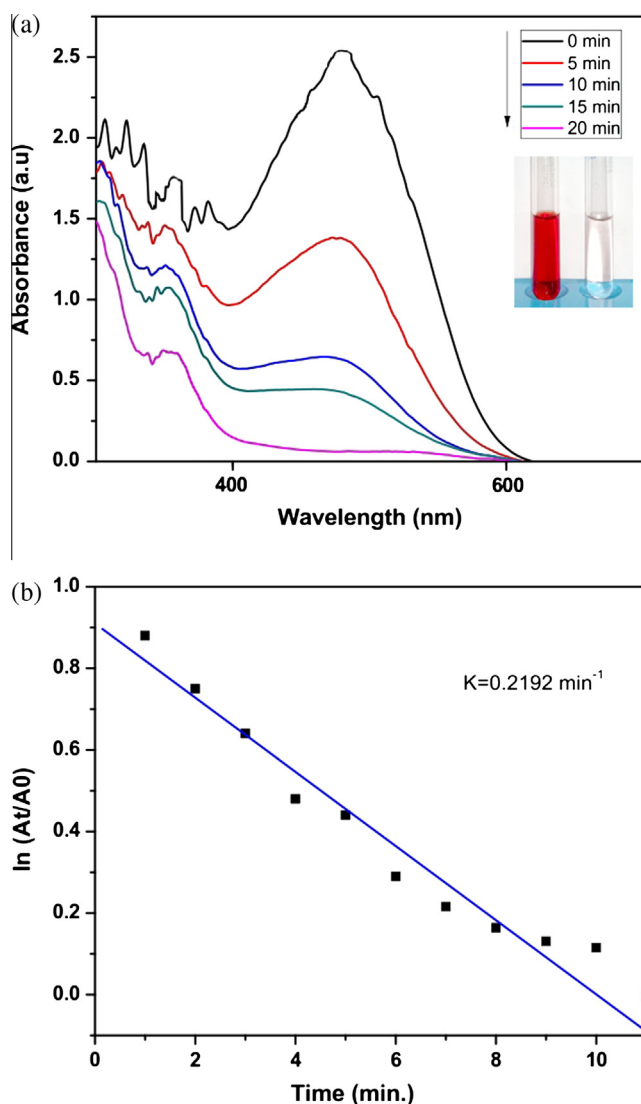 (a)
2.5
2.0
1.5
1.0
0.5
0.0
400
600
Absorbance (a.u)
Wavelength (nm)
0 min
5 min
10 min
15 min
20 min
(b)
1.0
0.8
0.6
0.4
0.2
0.0
0
2
4
6
8
10
ln (At/A0)
Time (min.)
K=0.2192 min⁻¹